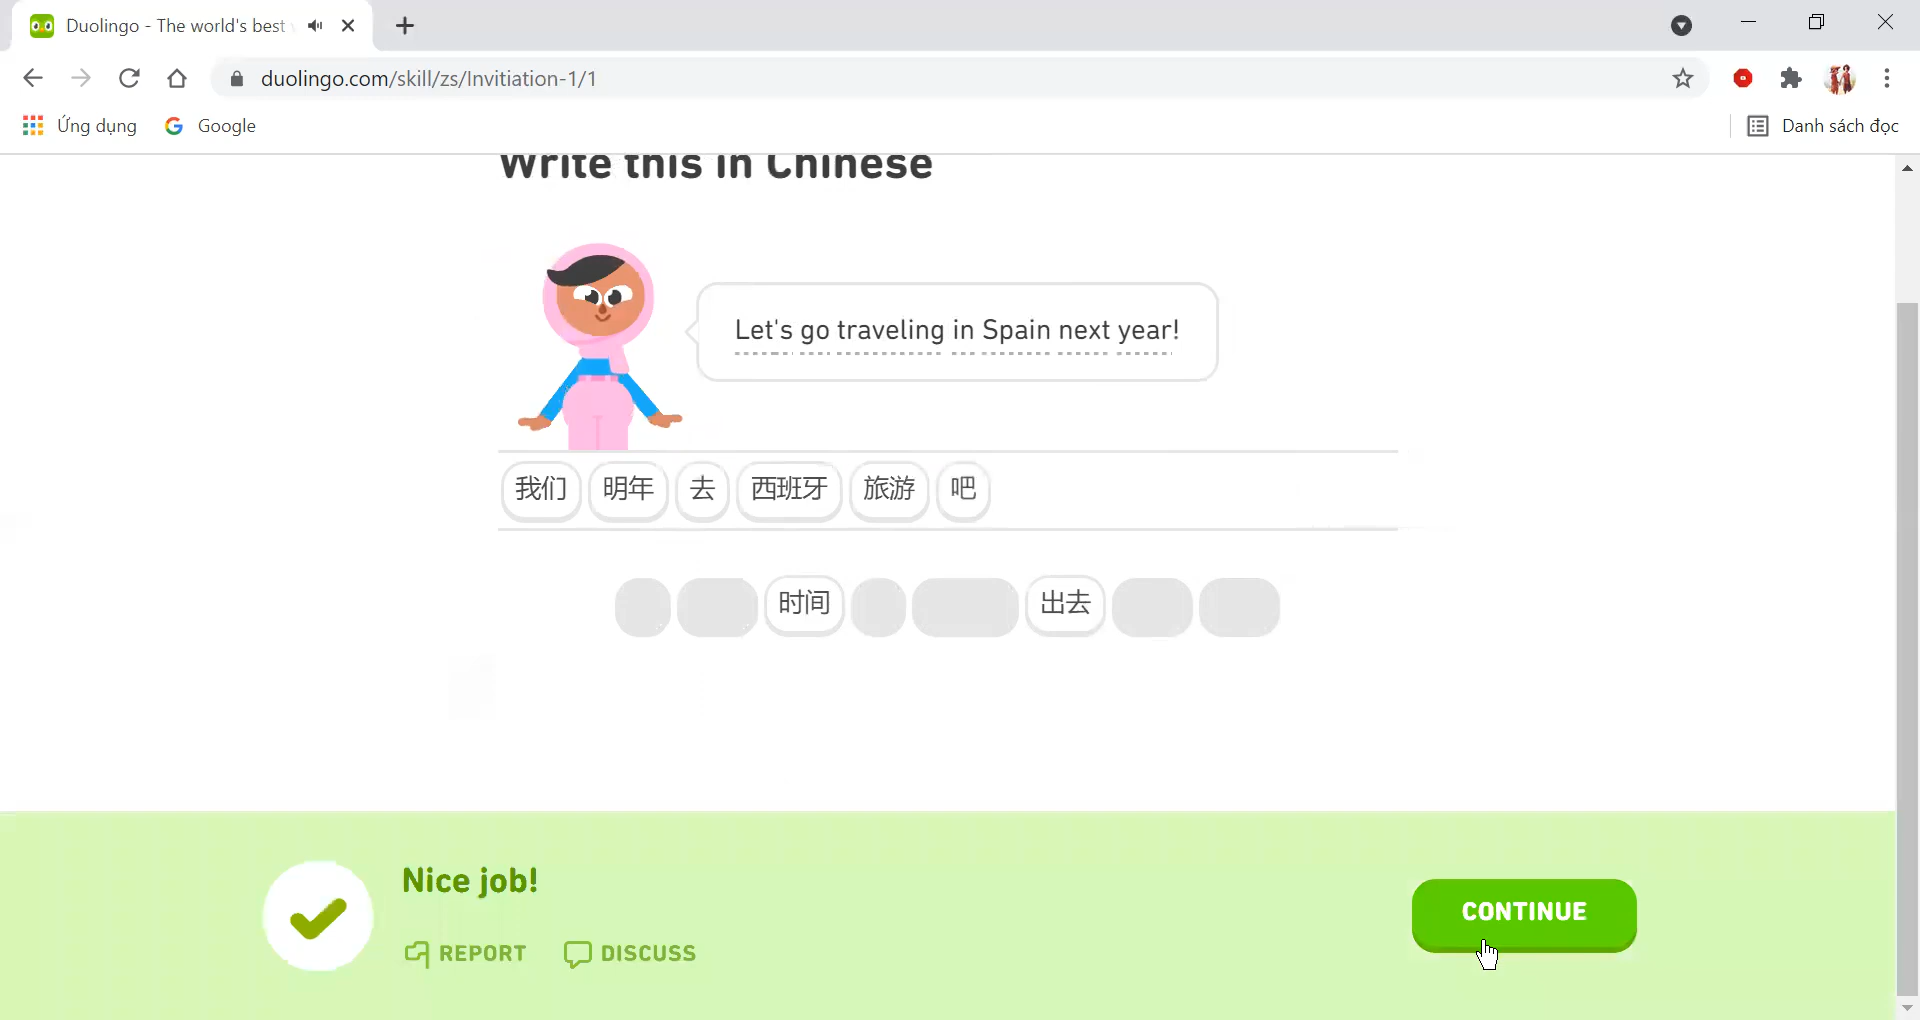 Duolingo - The world's best
duolingo.com/skill/zs/Invitiation-1/1
Ứng dụng Google Danh sách đọc
Write this in Chinese
Let's go traveling in Spain next year!
我们 明年 去 西班牙 旅游 吧
时间 出去
Nice job!
CONTINUE
REPORT DISCUSS